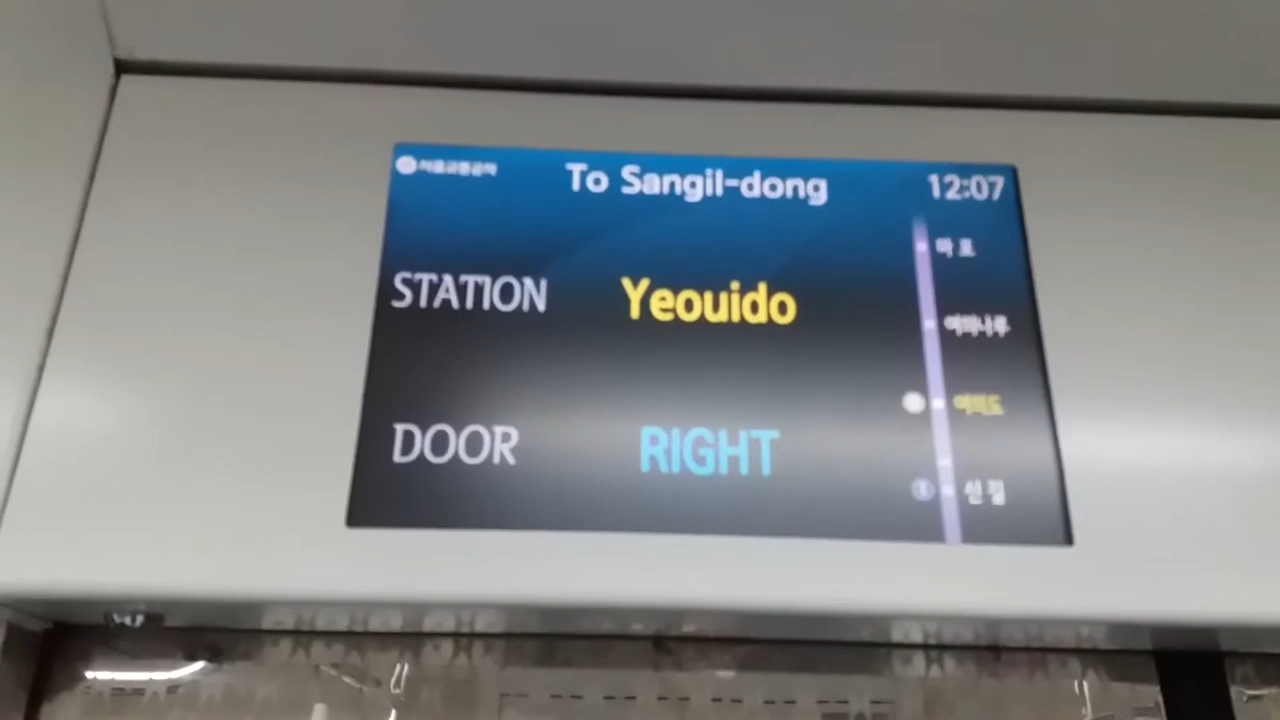 서울교통공사
To Sangil-dong
12:07
STATION
Yeouido
DOOR
RIGHT
마포
여의나루
여의도
1 신길